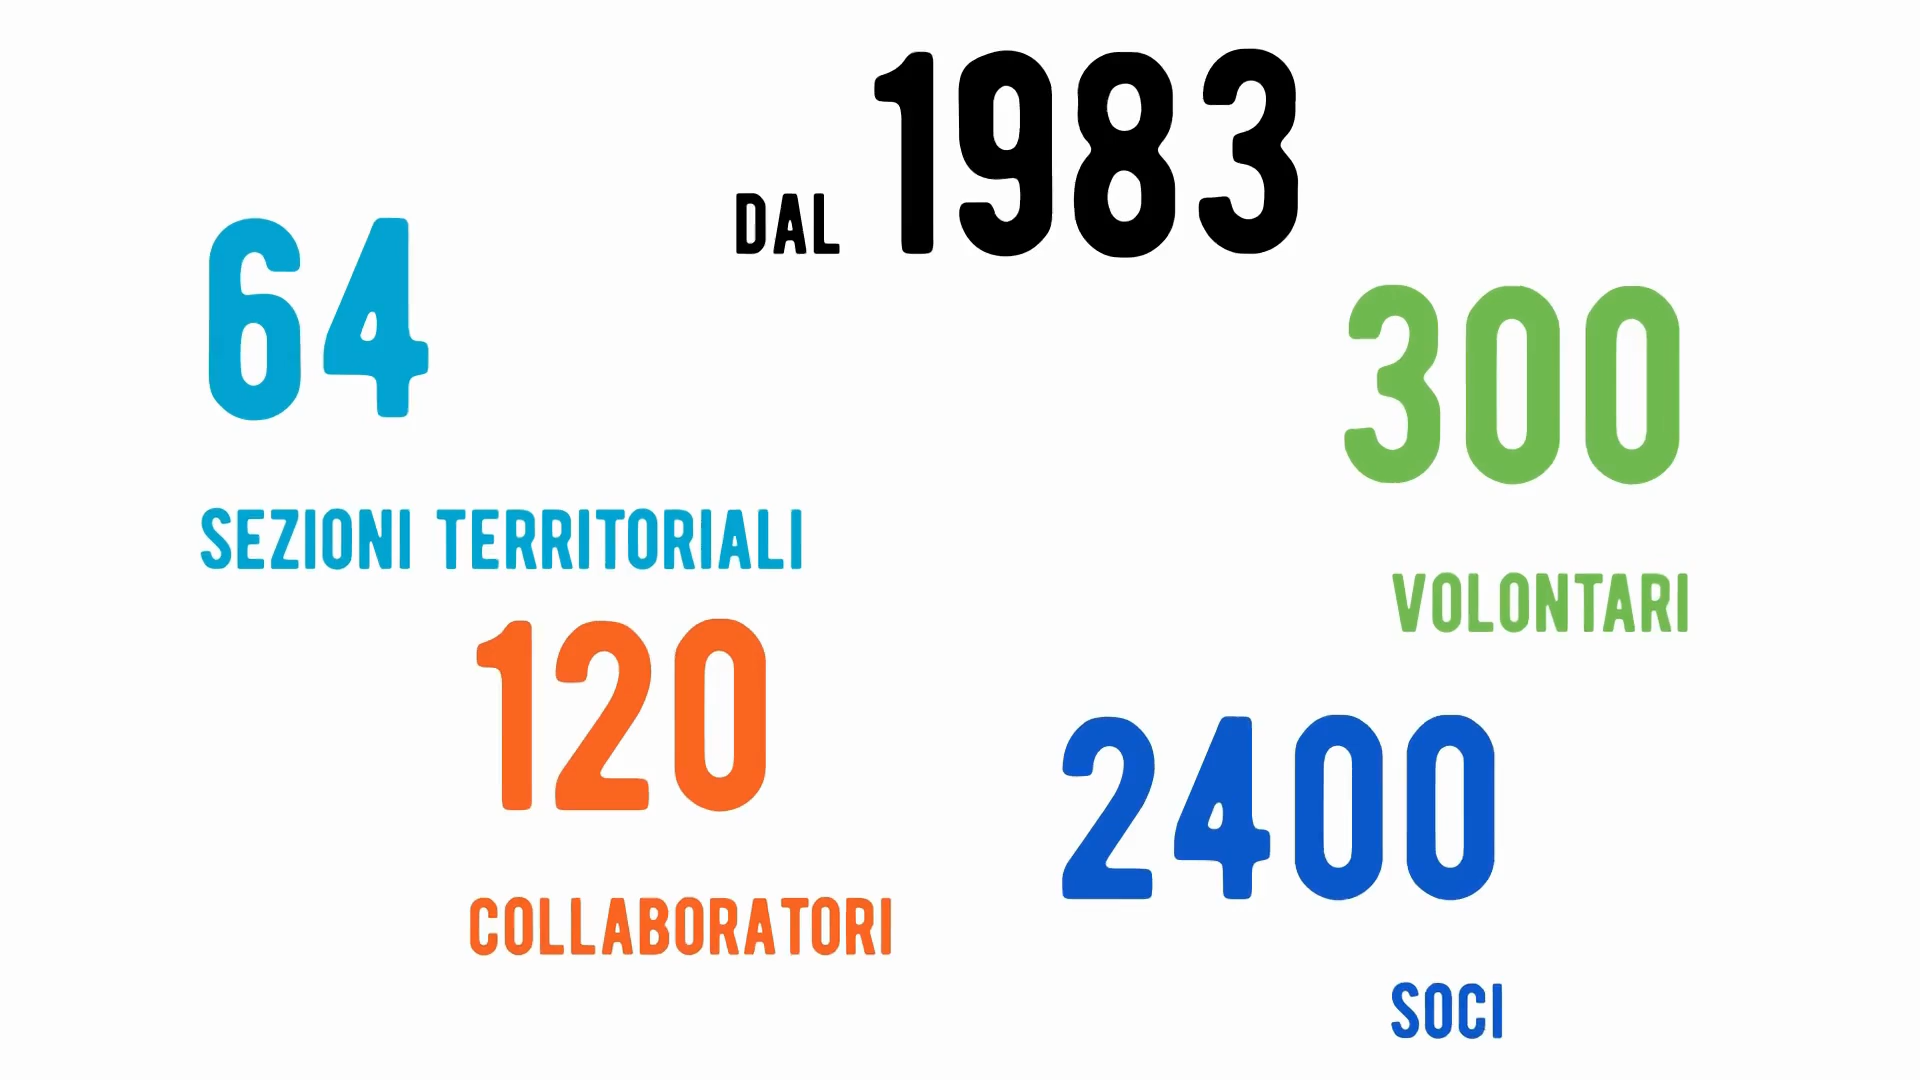 DAL 1983
64
SEZIONI TERRITORIALI
300
VOLONTARI
120
COLLABORATORI
2400
SOCI